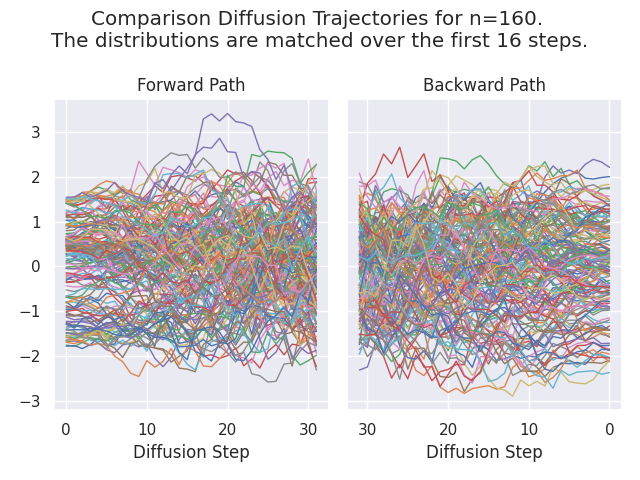 Comparison Diffusion Trajectories for n=160.
The distributions are matched over the first 16 steps.
Forward Path
Backward Path
3
2
1
0
−1
−2
−3
0 10 20 30
30 20 10 0
Diffusion Step
Diffusion Step